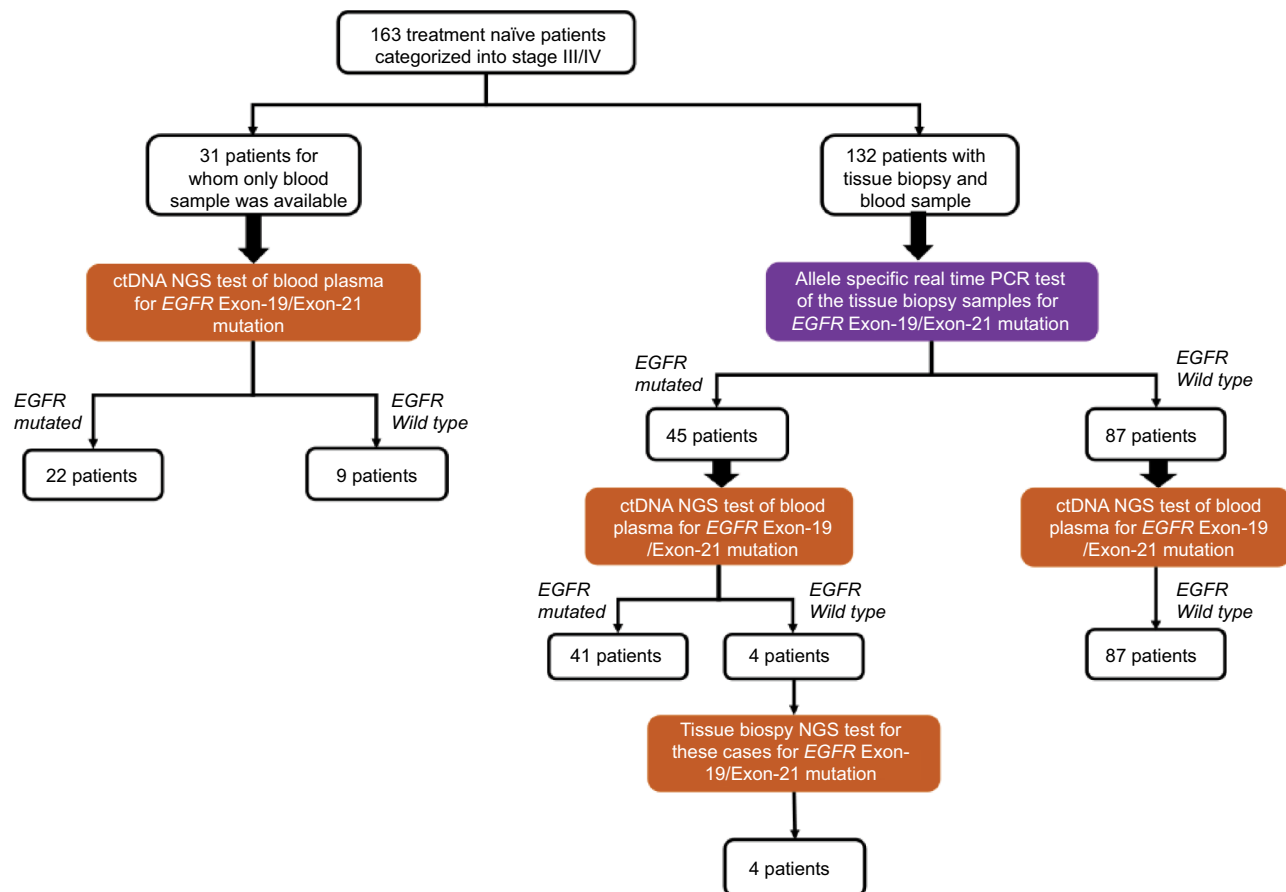 163 treatment naïve patients
categorized into stage III/IV
31 patients for
whom only blood
sample was available
132 patients with
tissue biopsy and
blood sample
ctDNA NGS test of blood plasma
for EGFR Exon-19/Exon-21
mutation
Allele specific real time PCR test
of the tissue biopsy samples for
EGFR Exon-19/Exon-21 mutation
EGFR
mutated
EGFR
Wild type
EGFR
mutated
EGFR
Wild type
22 patients
9 patients
45 patients
87 patients
ctDNA NGS test of blood
plasma for EGFR Exon-19
/Exon-21 mutation
ctDNA NGS test of blood
plasma for EGFR Exon-19
/Exon-21 mutation
EGFR
mutated
EGFR
Wild type
EGFR
Wild type
41 patients
4 patients
87 patients
Tissue biospy NGS test for
these cases for EGFR Exon-
19/Exon-21 mutation
4 patients